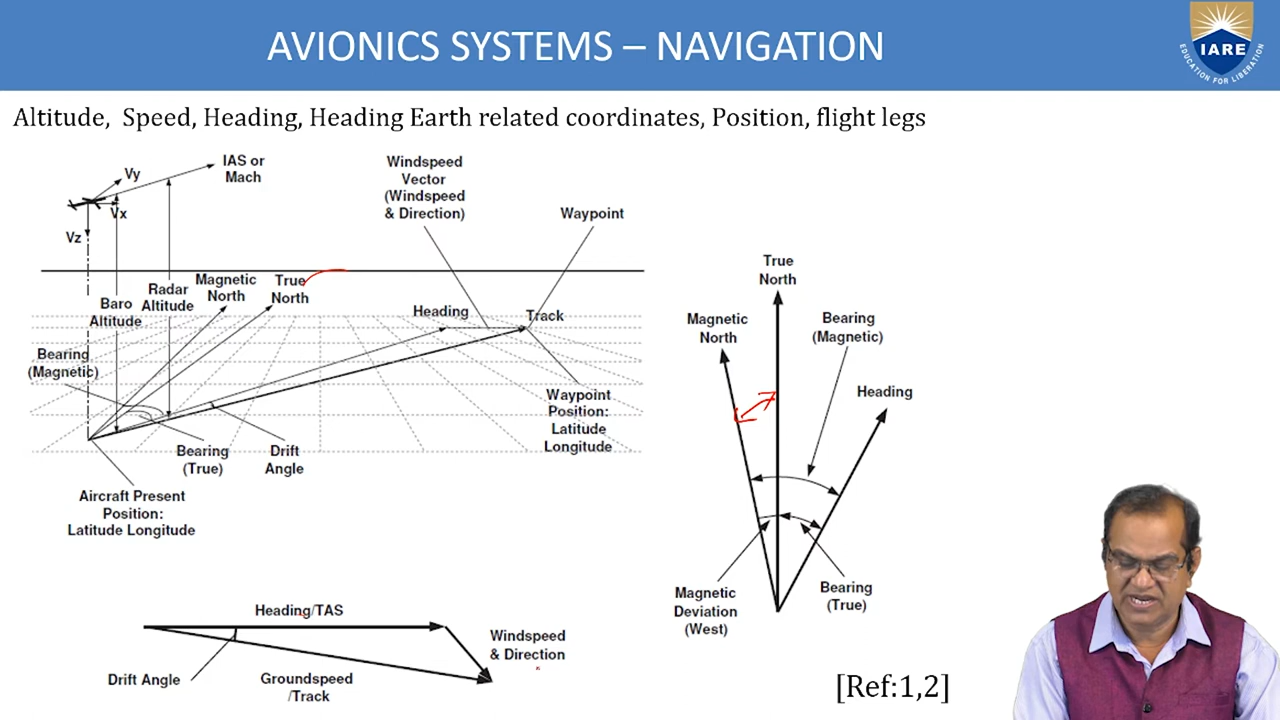 AVIONICS SYSTEMS – NAVIGATION
IARE
EDUCATION FOR LIBERATION
Altitude, Speed, Heading, Heading Earth related coordinates, Position, flight legs
Vy
IAS or
Mach
Vx
Vz
Windspeed
Vector
(Windspeed
& Direction)
Waypoint
Magnetic
North
True
North
Radar
Altitude
Baro
Altitude
Heading
Track
Bearing
(Magnetic)
Waypoint
Position:
Latitude
Longitude
Bearing
(True)
Drift
Angle
Aircraft Present
Position:
Latitude Longitude
True
North
Magnetic
North
Bearing
(Magnetic)
Heading
Magnetic
Deviation
(West)
Bearing
(True)
Heading/TAS
Windspeed
& Direction
Drift Angle
Groundspeed
/Track
[Ref:1,2]